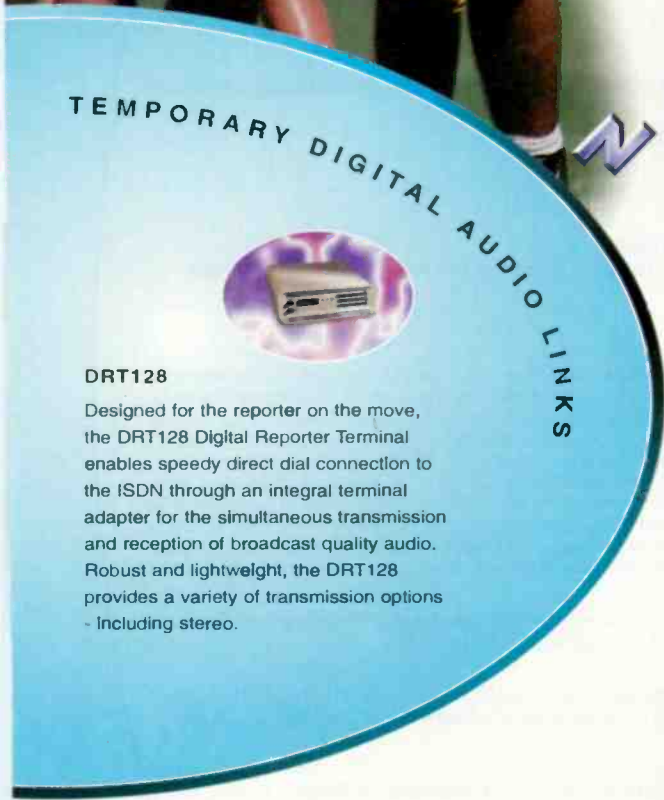 TEMPORARY DIGITAL AUDIO LINKS
N
DRT128
Designed for the reporter on the move,
the DRT128 Digital Reporter Terminal
enables speedy direct dial connection to
the ISDN through an integral terminal
adapter for the simultaneous transmission
and reception of broadcast quality audio.
Robust and lightweight, the DRT128
provides a variety of transmission options
- Including stereo.